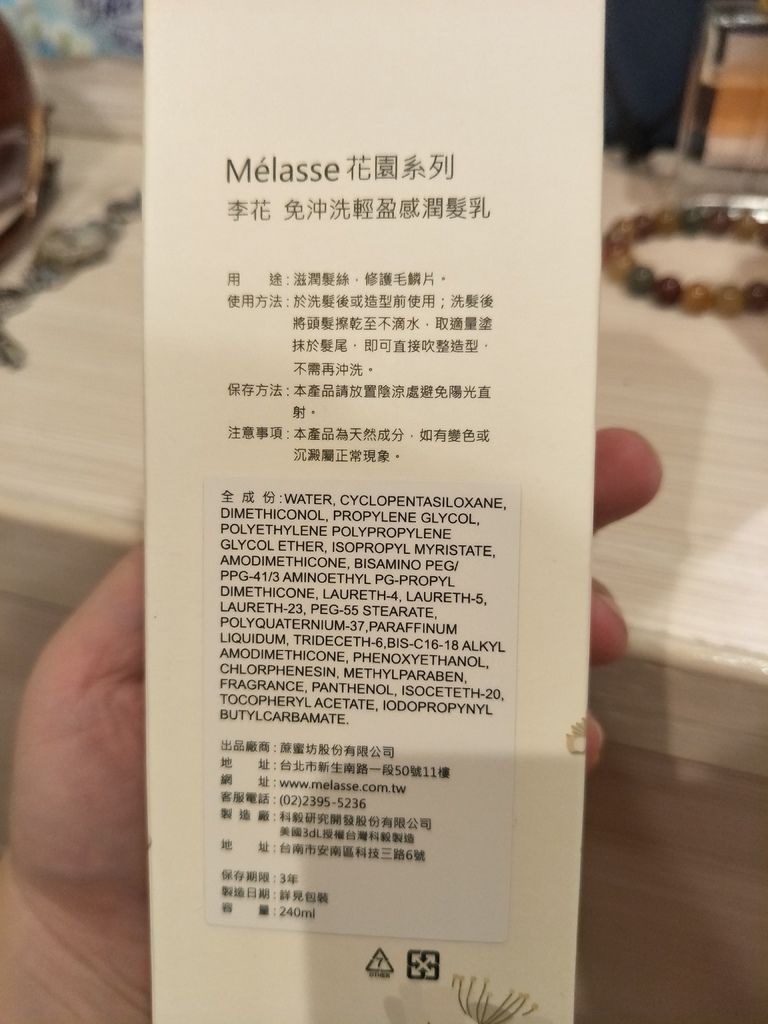 Mélasse 花園系列
李花 免沖洗輕盈感潤髮乳
用 途:滋潤髮絲,修護毛鱗片。
使用方法:於洗髮後或造型前使用;洗髮後
將頭髮擦乾至不滴水,取適量塗
抹於髮尾,即可直接吹整造型,
不需再沖洗。
保存方法:本產品請放置陰涼處避免陽光直
射。
注意事項:本產品為天然成分,如有變色或
沉澱屬正常現象。
全 成 份:WATER, CYCLOPENTASILOXANE,
DIMETHICONOL, PROPYLENE GLYCOL,
POLYETHYLENE POLYPROPYLENE
GLYCOL ETHER, ISOPROPYL MYRISTATE,
AMODIMETHICONE, BISAMINO PEG/
PPG-41/3 AMINOETHYL PG-PROPYL
DIMETHICONE, LAURETH-4, LAURETH-5,
LAURETH-23, PEG-55 STEARATE,
POLYQUATERNIUM-37,PARAFFINUM
LIQUIDUM, TRIDECETH-6,BIS-C16-18 ALKYL
AMODIMETHICONE, PHENOXYETHANOL,
CHLORPHENESIN, METHYLPARABEN,
FRAGRANCE, PANTHENOL, ISOCETETH-20,
TOCOPHERYL ACETATE, IODOPROPYNYL
BUTYLCARBAMATE.
出品廠商:蔗蜜坊股份有限公司
地 址:台北市新生南路一段50號11樓
網 址:www.melasse.com.tw
客服電話:(02)2395-5236
製 造 廠:科毅研究開發股份有限公司
美國3dL授權台灣科毅製造
地 址:台南市安南區科技三路6號
保存期限:3年
製造日期:詳見包裝
容 量:240ml
7
OTHER